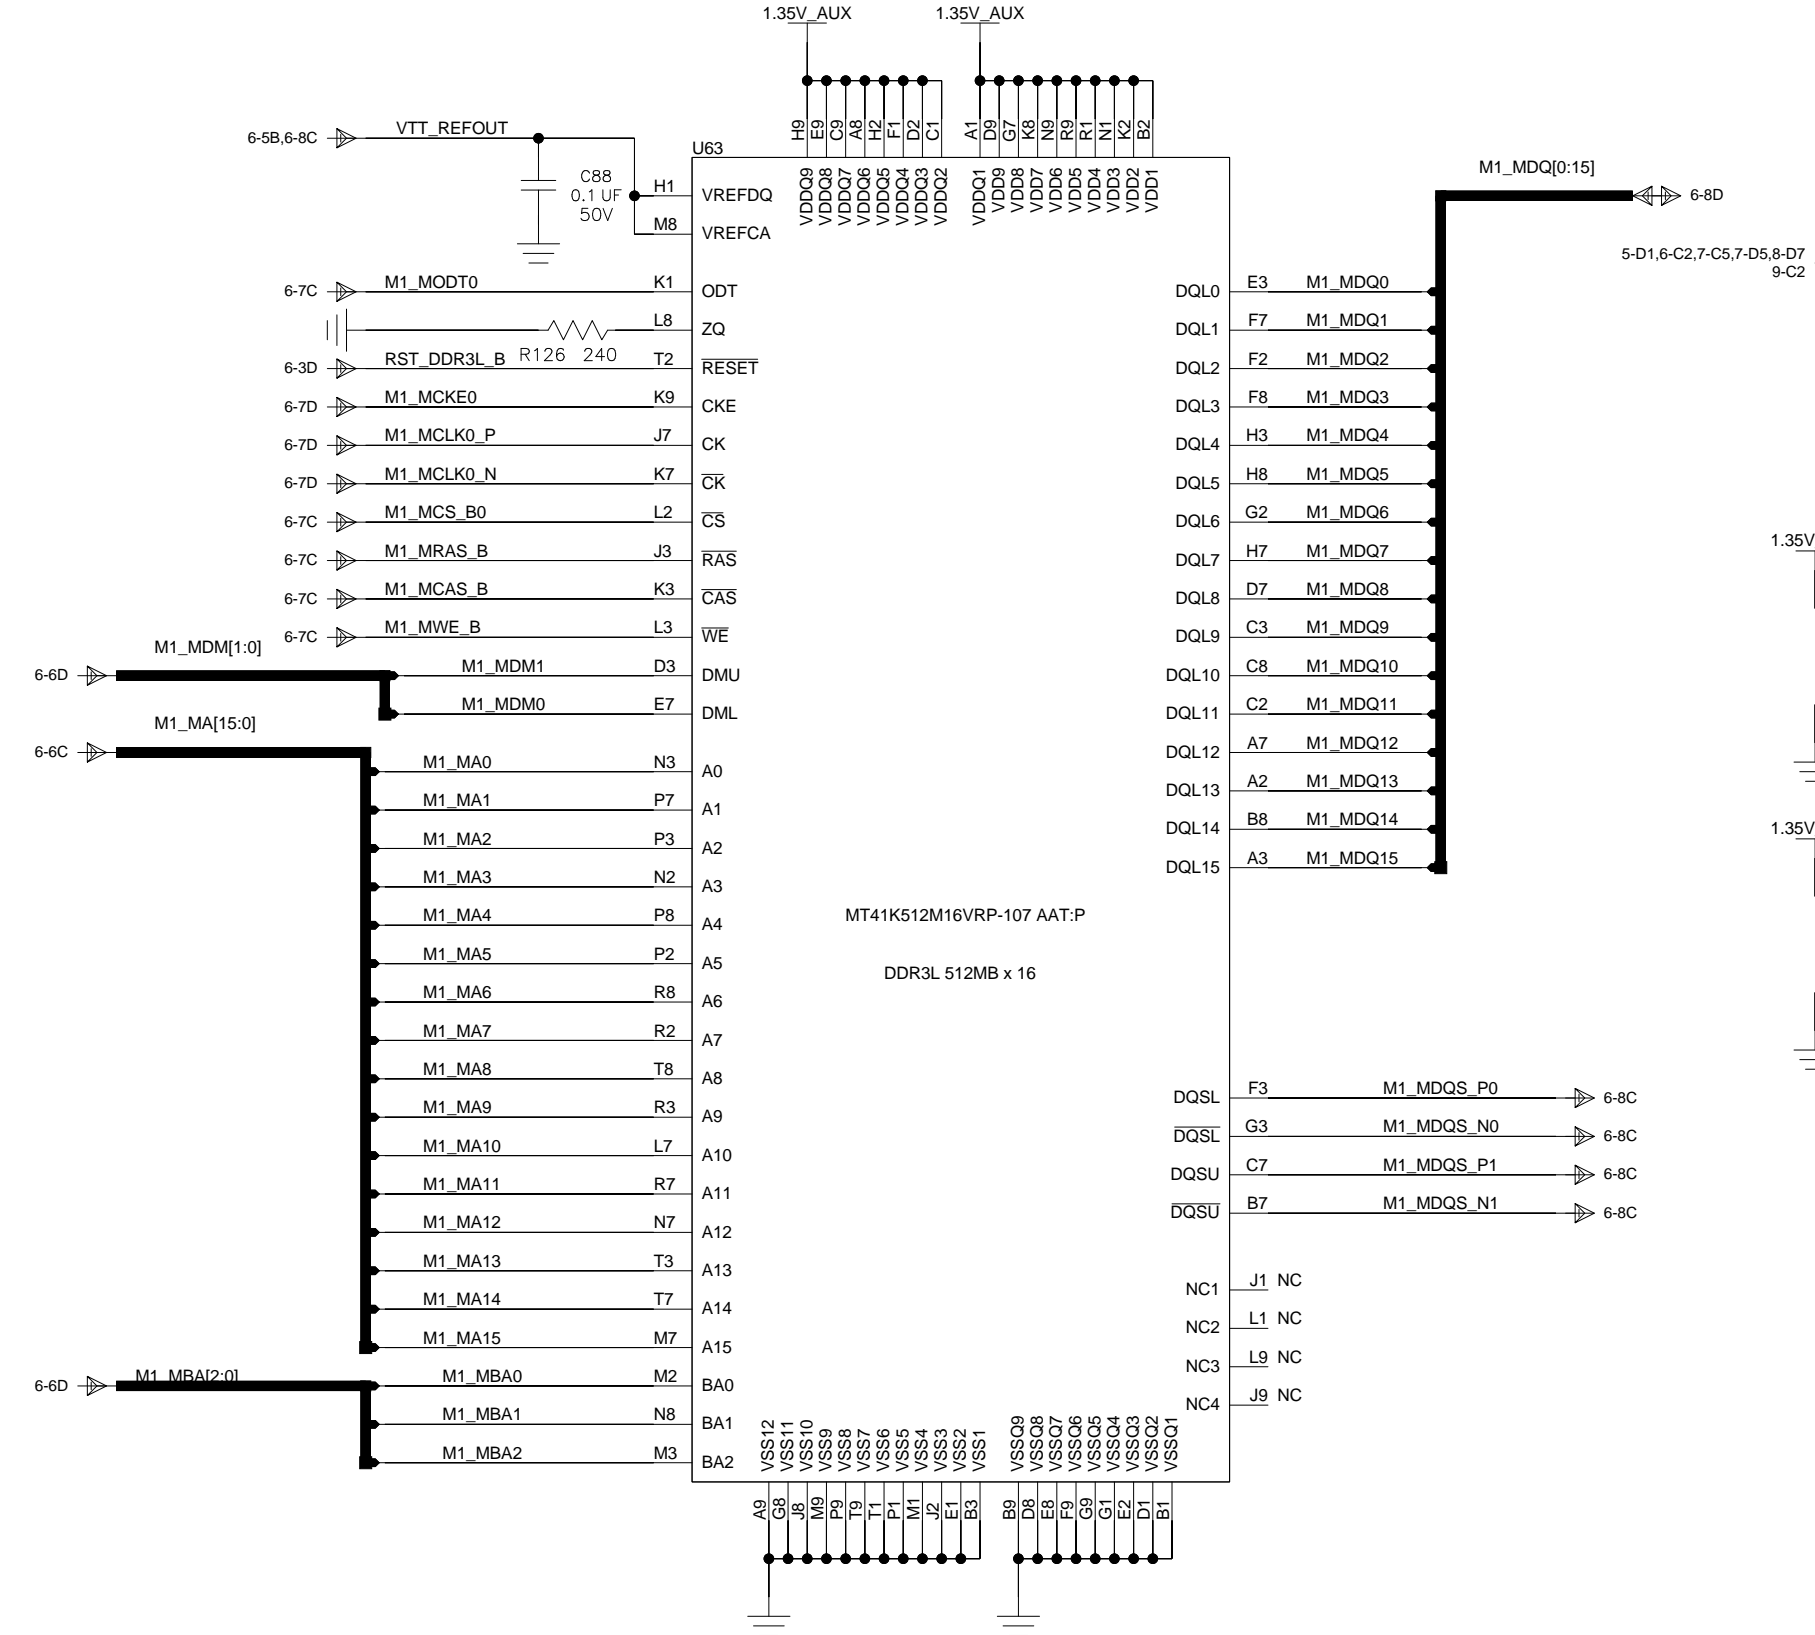 1.35V_AUX 1.35V_AUX
H9 E9 C9 A8 H2 F1 D2 C1 A1 D9 G7 K8 N9 R9 R1 N1 K2 B2
6-5B,6-8C VTT_REFOUT
U63
VDDQ9 VDDQ8 VDDQ7 VDDQ6 VDDQ5 VDDQ4 VDDQ3 VDDQ2 VDDQ1 VDD9 VDD8 VDD7 VDD6 VDD5 VDD4 VDD3 VDD2 VDD1
M1_MDQ[0:15]
6-8D
C88
0.1 UF
50V
H1 VREFDQ
M8 VREFCA
5-D1,6-C2,7-C5,7-D5,8-D7
9-C2
6-7C M1_MODT0 K1 ODT DQL0 E3 M1_MDQ0
L8 ZQ DQL1 F7 M1_MDQ1
R126 240
6-3D RST_DDR3L_B T2 RESET DQL2 F2 M1_MDQ2
6-7D M1_MCKE0 K9 CKE DQL3 F8 M1_MDQ3
6-7D M1_MCLK0_P J7 CK DQL4 H3 M1_MDQ4
6-7D M1_MCLK0_N K7 CK DQL5 H8 M1_MDQ5
6-7C M1_MCS_B0 L2 CS DQL6 G2 M1_MDQ6
1.35V
6-7C M1_MRAS_B J3 RAS DQL7 H7 M1_MDQ7
6-7C M1_MCAS_B K3 CAS DQL8 D7 M1_MDQ8
6-7C M1_MWE_B L3 WE DQL9 C3 M1_MDQ9
M1_MDM[1:0]
6-6D M1_MDM1 D3 DMU DQL10 C8 M1_MDQ10
M1_MDM0 E7 DML DQL11 C2 M1_MDQ11
M1_MA[15:0]
6-6C DQL12 A7 M1_MDQ12
M1_MA0 N3 A0
DQL13 A2 M1_MDQ13
M1_MA1 P7 A1
DQL14 B8 M1_MDQ14
1.35V
M1_MA2 P3 A2
DQL15 A3 M1_MDQ15
M1_MA3 N2 A3
MT41K512M16VRP-107 AAT:P
M1_MA4 P8 A4
M1_MA5 P2 A5
DDR3L 512MB x 16
M1_MA6 R8 A6
M1_MA7 R2 A7
M1_MA8 T8 A8
DQSL F3 M1_MDQS_P0 6-8C
M1_MA9 R3 A9
DQSL G3 M1_MDQS_N0 6-8C
M1_MA10 L7 A10
DQSU C7 M1_MDQS_P1 6-8C
M1_MA11 R7 A11
DQSU B7 M1_MDQS_N1 6-8C
M1_MA12 N7 A12
M1_MA13 T3 A13
NC1 J1 NC
M1_MA14 T7 A14
NC2 L1 NC
M1_MA15 M7 A15
NC3 L9 NC
6-6D M1_MBA[2:0] M1_MBA0 M2 BA0
NC4 J9 NC
M1_MBA1 N8 BA1
M1_MBA2 M3 BA2
VSS12 VSS11 VSS10 VSS9 VSS8 VSS7 VSS6 VSS5 VSS4 VSS3 VSS2 VSS1 VSSQ9 VSSQ8 VSSQ7 VSSQ6 VSSQ5 VSSQ4 VSSQ3 VSSQ2 VSSQ1
A9 G8 J8 M9 P9 T9 T1 P1 M1 J2 E1 B3 B9 D8 E8 F9 G9 G1 E2 D1 B1